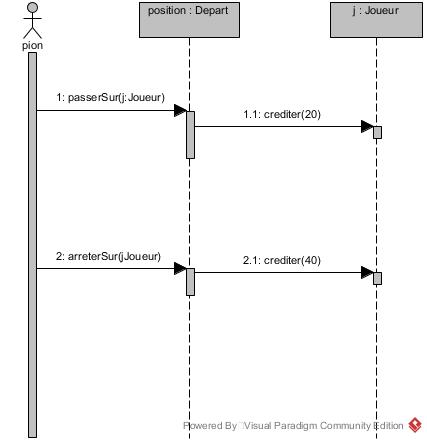 position : Depart
j : Joueur
pion
1: passerSur(j:Joueur)
1.1: crediter(20)
2: arreterSur(jJoueur)
2.1: crediter(40)
Powered By Visual Paradigm Community Edition